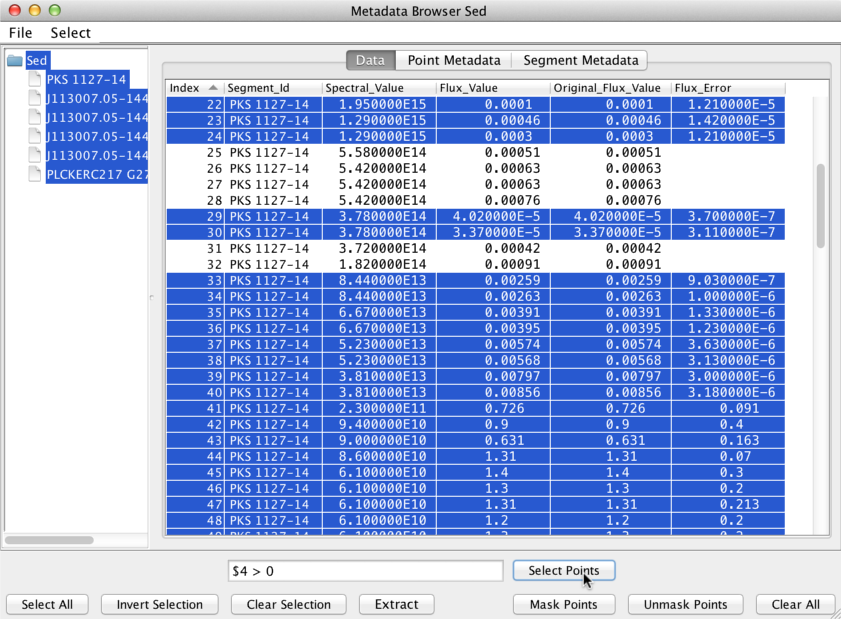 Metadata Browser Sed
File Select
Sed
PKS 1127-14
J113007.05-144
J113007.05-144
J113007.05-144
J113007.05-144
PLCKERC217 G27
Data Point Metadata Segment Metadata
Index Segment_Id Spectral_Value Flux_Value Original_Flux_Value Flux_Error
22 PKS 1127-14 1.950000E15 0.0001 0.0001 1.210000E-5
23 PKS 1127-14 1.290000E15 0.00046 0.00046 1.420000E-5
24 PKS 1127-14 1.290000E15 0.0003 0.0003 1.210000E-5
25 PKS 1127-14 5.580000E14 0.00051 0.00051
26 PKS 1127-14 5.420000E14 0.00063 0.00063
27 PKS 1127-14 5.420000E14 0.00063 0.00063
28 PKS 1127-14 5.420000E14 0.00076 0.00076
29 PKS 1127-14 3.780000E14 4.020000E-5 4.020000E-5 3.700000E-7
30 PKS 1127-14 3.780000E14 3.370000E-5 3.370000E-5 3.110000E-7
31 PKS 1127-14 3.720000E14 0.00042 0.00042
32 PKS 1127-14 1.820000E14 0.00091 0.00091
33 PKS 1127-14 8.440000E13 0.00259 0.00259 9.030000E-7
34 PKS 1127-14 8.440000E13 0.00263 0.00263 1.000000E-6
35 PKS 1127-14 6.670000E13 0.00391 0.00391 1.330000E-6
36 PKS 1127-14 6.670000E13 0.00395 0.00395 1.230000E-6
37 PKS 1127-14 5.230000E13 0.00574 0.00574 3.630000E-6
38 PKS 1127-14 5.230000E13 0.00568 0.00568 3.130000E-6
39 PKS 1127-14 3.810000E13 0.00797 0.00797 3.000000E-6
40 PKS 1127-14 3.810000E13 0.00856 0.00856 3.180000E-6
41 PKS 1127-14 2.300000E11 0.726 0.726 0.091
42 PKS 1127-14 9.400000E10 0.9 0.9 0.4
43 PKS 1127-14 9.000000E10 0.631 0.631 0.163
44 PKS 1127-14 8.600000E10 1.31 1.31 0.07
45 PKS 1127-14 6.100000E10 1.4 1.4 0.3
46 PKS 1127-14 6.100000E10 1.3 1.3 0.2
47 PKS 1127-14 6.100000E10 1.31 1.31 0.213
48 PKS 1127-14 6.100000E10 1.2 1.2 0.2
$4 > 0 Select Points
Select All Invert Selection Clear Selection Extract Mask Points Unmask Points Clear All